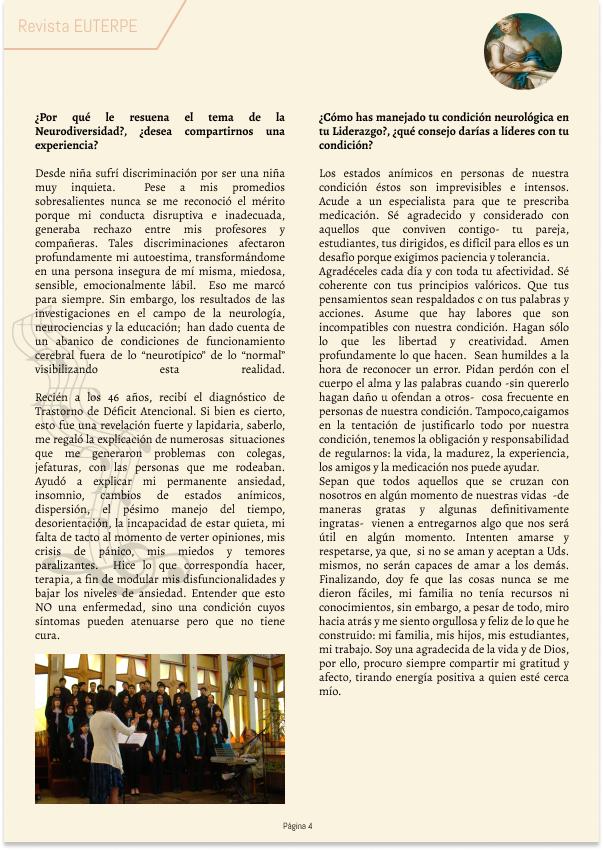 Revista EUTERPE
¿Por qué le resuena el tema de la
Neurodiversidad?, ¿desea compartirnos una
experiencia?
Desde niña sufrí discriminación por ser una niña
muy inquieta. Pese a mis promedios
sobresalientes nunca se me reconoció el mérito
porque mi conducta disruptiva e inadecuada,
generaba rechazo entre mis profesores y
compañeras. Tales discriminaciones afectaron
profundamente mi autoestima, transformándome
en una persona insegura de mí misma, miedosa,
sensible, emocionalmente lábil. Eso me marcó
para siempre. Sin embargo, los resultados de las
investigaciones en el campo de la neurología,
neurociencias y la educación; han dado cuenta de
un abanico de condiciones de funcionamiento
cerebral fuera de lo “neurotípico” de lo “normal”
visibilizando esta realidad.
Recién a los 46 años, recibí el diagnóstico de
Trastorno de Déficit Atencional. Si bien es cierto,
esto fue una revelación fuerte y lapidaria, saberlo,
me regaló la explicación de numerosas situaciones
que me generaron problemas con colegas,
jefaturas, con las personas que me rodeaban.
Ayudó a explicar mi permanente ansiedad,
insomnio, cambios de estados anímicos,
dispersión, el pésimo manejo del tiempo,
desorientación, la incapacidad de estar quieta, mi
falta de tacto al momento de verter opiniones, mis
crisis de pánico, mis miedos y temores
paralizantes. Hice lo que correspondía hacer,
terapia, a fin de modular mis disfuncionalidades y
bajar los niveles de ansiedad. Entender que esto
NO una enfermedad, sino una condición cuyos
síntomas pueden atenuarse pero que no tiene
cura.
¿Cómo has manejado tu condición neurológica en
tu Liderazgo?, ¿qué consejo darías a líderes con tu
condición?
Los estados anímicos en personas de nuestra
condición éstos son imprevisibles e intensos.
Acude a un especialista para que te prescriba
medicación. Sé agradecido y considerado con
aquellos que conviven contigo- tu pareja,
estudiantes, tus dirigidos, es difícil para ellos es un
desafío porque exigimos paciencia y tolerancia.
Agradéceles cada día y con toda tu afectividad. Sé
coherente con tus principios valóricos. Que tus
pensamientos sean respaldados c on tus palabras y
acciones. Asume que hay labores que son
incompatibles con nuestra condición. Hagan sólo
lo que les libertad y creatividad. Amen
profundamente lo que hacen. Sean humildes a la
hora de reconocer un error. Pidan perdón con el
cuerpo el alma y las palabras cuando -sin quererlo
hagan daño u ofendan a otros- cosa frecuente en
personas de nuestra condición. Tampoco,caigamos
en la tentación de justificarlo todo por nuestra
condición, tenemos la obligación y responsabilidad
de regularnos: la vida, la madurez, la experiencia,
los amigos y la medicación nos puede ayudar.
Sepan que todos aquellos que se cruzan con
nosotros en algún momento de nuestras vidas -de
maneras gratas y algunas definitivamente
ingratas- vienen a entregarnos algo que nos será
útil en algún momento. Intenten amarse y
respetarse, ya que, si no se aman y aceptan a Uds.
mismos, no serán capaces de amar a los demás.
Finalizando, doy fe que las cosas nunca se me
dieron fáciles, mi familia no tenía recursos ni
conocimientos, sin embargo, a pesar de todo, miro
hacia atrás y me siento orgullosa y feliz de lo que he
construido: mi familia, mis hijos, mis estudiantes,
mi trabajo. Soy una agradecida de la vida y de Dios,
por ello, procuro siempre compartir mi gratitud y
afecto, tirando energía positiva a quien esté cerca
mío.
Página 4